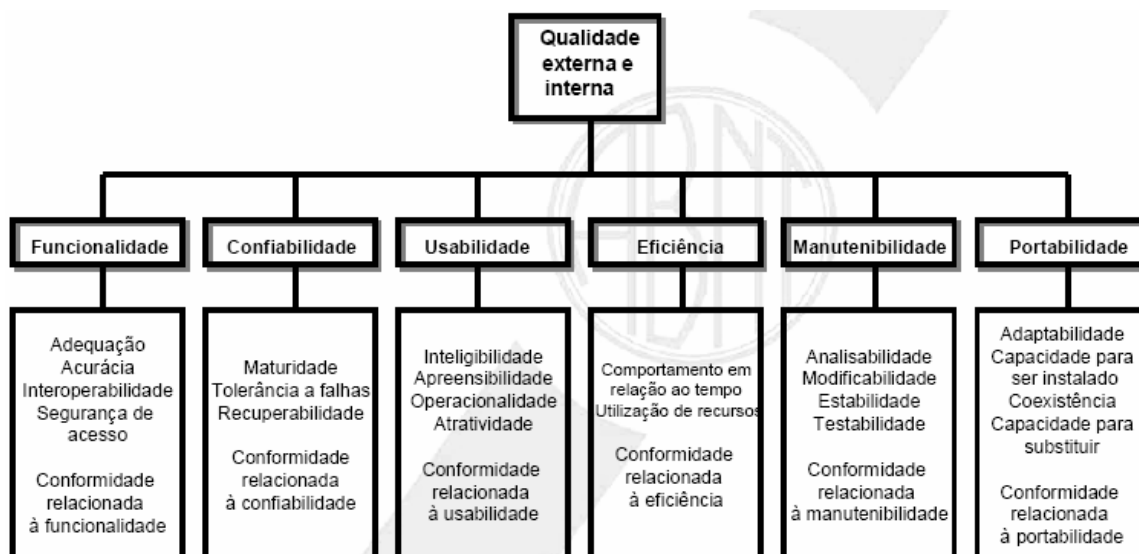 Qualidade
externa e
interna
Funcionalidade
Confiabilidade
Usabilidade
Eficiência
Manutenibilidade
Portabilidade
Adequação
Acurácia
Interoperabilidade
Segurança de
acesso
Conformidade
relacionada
à funcionalidade
Maturidade
Tolerância a falhas
Recuperabilidade
Conformidade
relacionada
à confiabilidade
Inteligibilidade
Apreensibilidade
Operacionalidade
Atratividade
Conformidade
relacionada
à usabilidade
Comportamento em
relação ao tempo
Utilização de recursos
Conformidade
relacionada
à eficiência
Analisabilidade
Modificabilidade
Estabilidade
Testabilidade
Conformidade
relacionada
à manutenibilidade
Adaptabilidade
Capacidade para
ser instalado
Coexistência
Capacidade para
substituir
Conformidade
relacionada
à portabilidade
ABNT